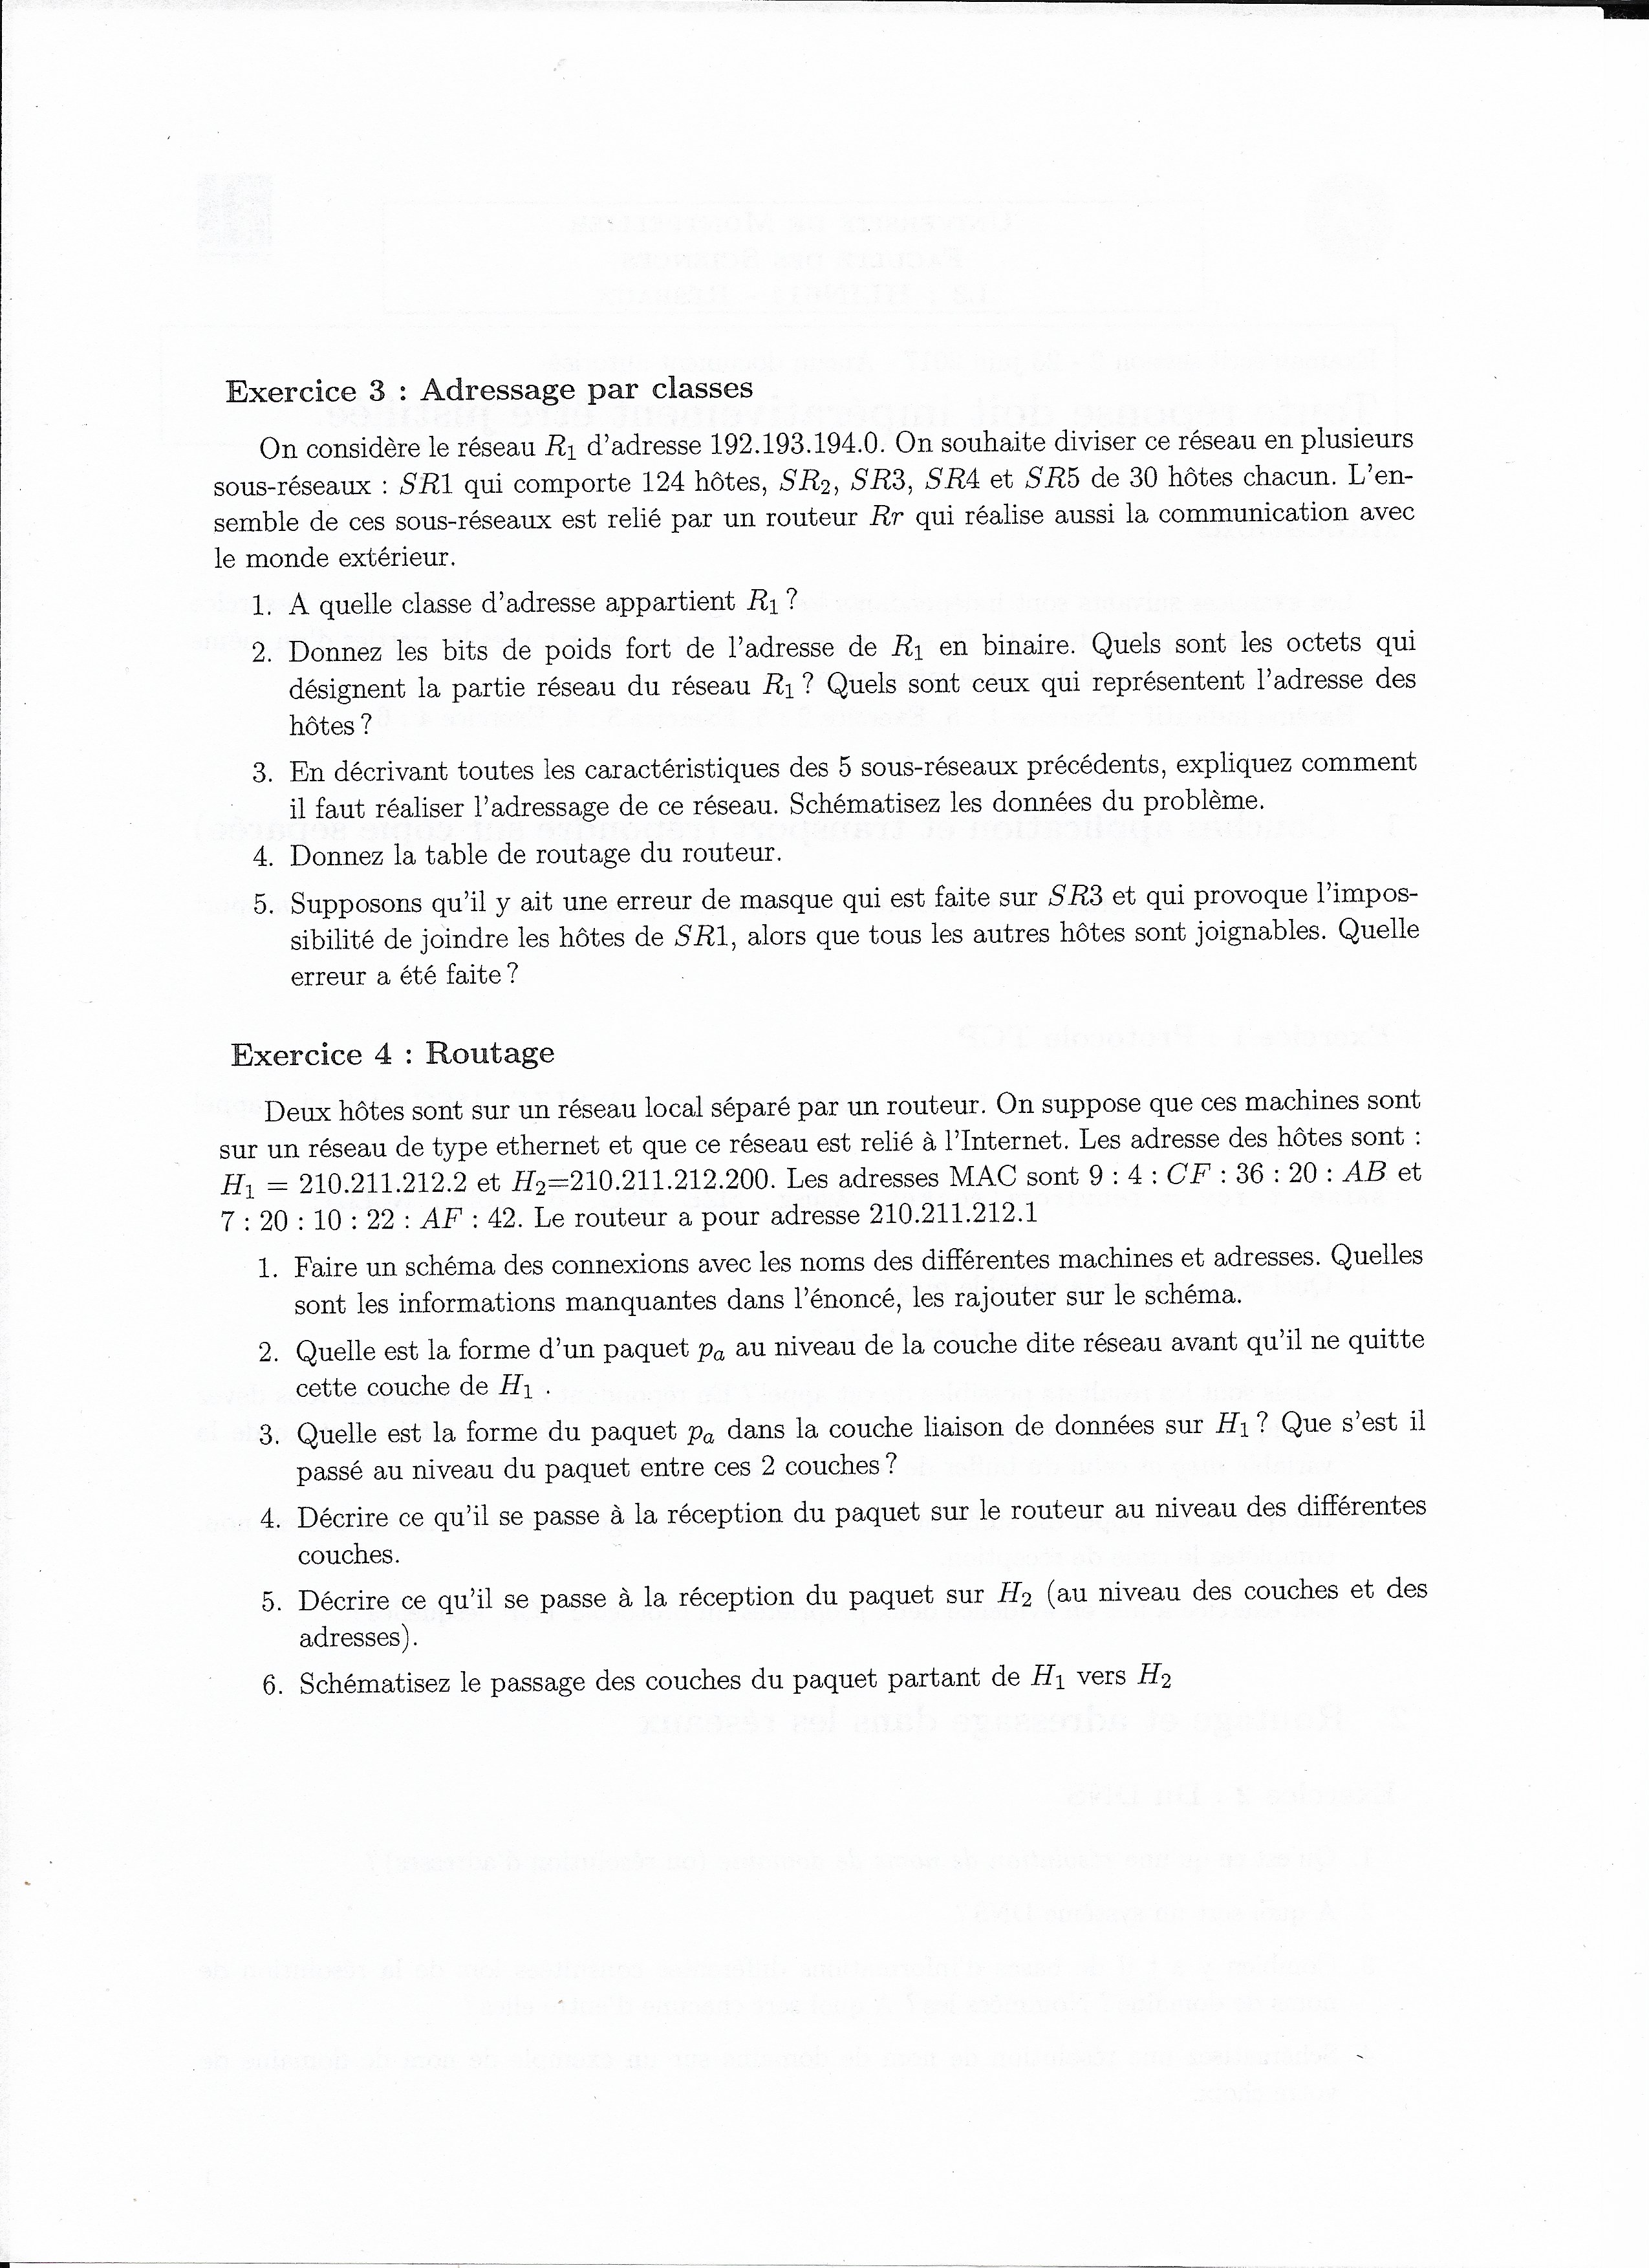 Exercice 3 : Adressage par classes
On considère le réseau R1 d'adresse 192.193.194.0. On souhaite diviser ce réseau en plusieurs
sous-réseaux : SR1 qui comporte 124 hôtes, SR2, SR3, SR4 et SR5 de 30 hôtes chacun. L'en-
semble de ces sous-réseaux est relié par un routeur Rr qui réalise aussi la communication avec
le monde extérieur.
1. A quelle classe d'adresse appartient R1 ?
2. Donnez les bits de poids fort de l'adresse de R1 en binaire. Quels sont les octets qui
désignent la partie réseau du réseau R1 ? Quels sont ceux qui représentent l'adresse des
hôtes ?
3. En décrivant toutes les caractéristiques des 5 sous-réseaux précédents, expliquez comment
il faut réaliser l'adressage de ce réseau. Schématisez les données du problème.
4. Donnez la table de routage du routeur.
5. Supposons qu'il y ait une erreur de masque qui est faite sur SR3 et qui provoque l'impos-
sibilité de joindre les hôtes de SR1, alors que tous les autres hôtes sont joignables. Quelle
erreur a été faite ?
Exercice 4 : Routage
Deux hôtes sont sur un réseau local séparé par un routeur. On suppose que ces machines sont
sur un réseau de type ethernet et que ce réseau est relié à l'Internet. Les adresse des hôtes sont :
H1 = 210.211.212.2 et H2=210.211.212.200. Les adresses MAC sont 9 : 4 : CF : 36 : 20 : AB et
7 : 20 : 10 : 22 : AF : 42. Le routeur a pour adresse 210.211.212.1
1. Faire un schéma des connexions avec les noms des différentes machines et adresses. Quelles
sont les informations manquantes dans l'énoncé, les rajouter sur le schéma.
2. Quelle est la forme d'un paquet pa au niveau de la couche dite réseau avant qu'il ne quitte
cette couche de H1 .
3. Quelle est la forme du paquet pa dans la couche liaison de données sur H1 ? Que s'est il
passé au niveau du paquet entre ces 2 couches ?
4. Décrire ce qu'il se passe à la réception du paquet sur le routeur au niveau des différentes
couches.
5. Décrire ce qu'il se passe à la réception du paquet sur H2 (au niveau des couches et des
adresses).
6. Schématisez le passage des couches du paquet partant de H1 vers H2